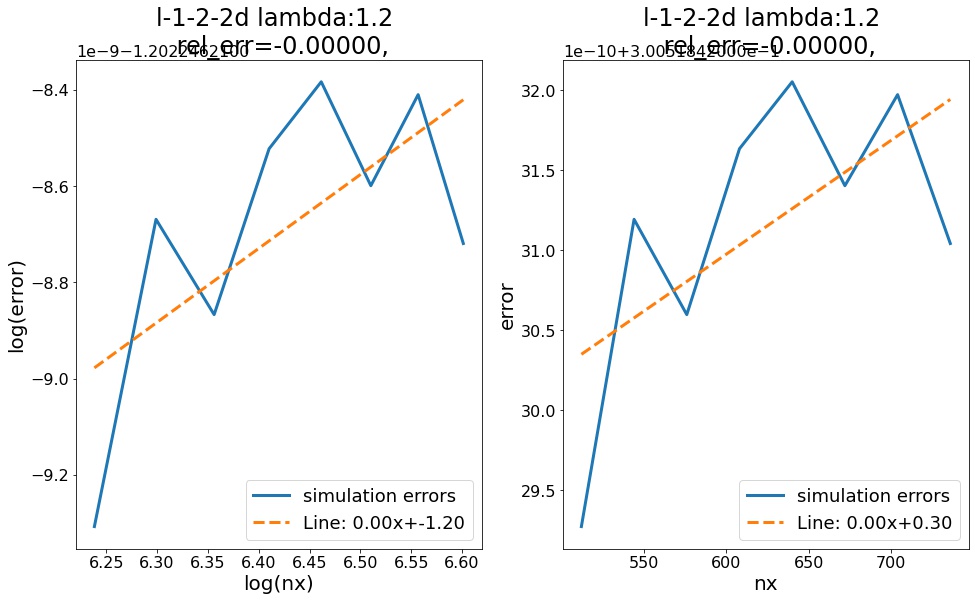 l-1-2-2d lambda:1.2
rel_err=-0.00000,
1e−9−1.2022462100
−8.4
−8.6
−8.8
−9.0
−9.2
log(error)
6.25 6.30 6.35 6.40 6.45 6.50 6.55 6.60
log(nx)
simulation errors
Line: 0.00x+-1.20
l-1-2-2d lambda:1.2
rel_err=-0.00000,
1e−10+3.0051842000e−1
32.0
31.5
31.0
30.5
30.0
29.5
error
550 600 650 700
nx
simulation errors
Line: 0.00x+0.30